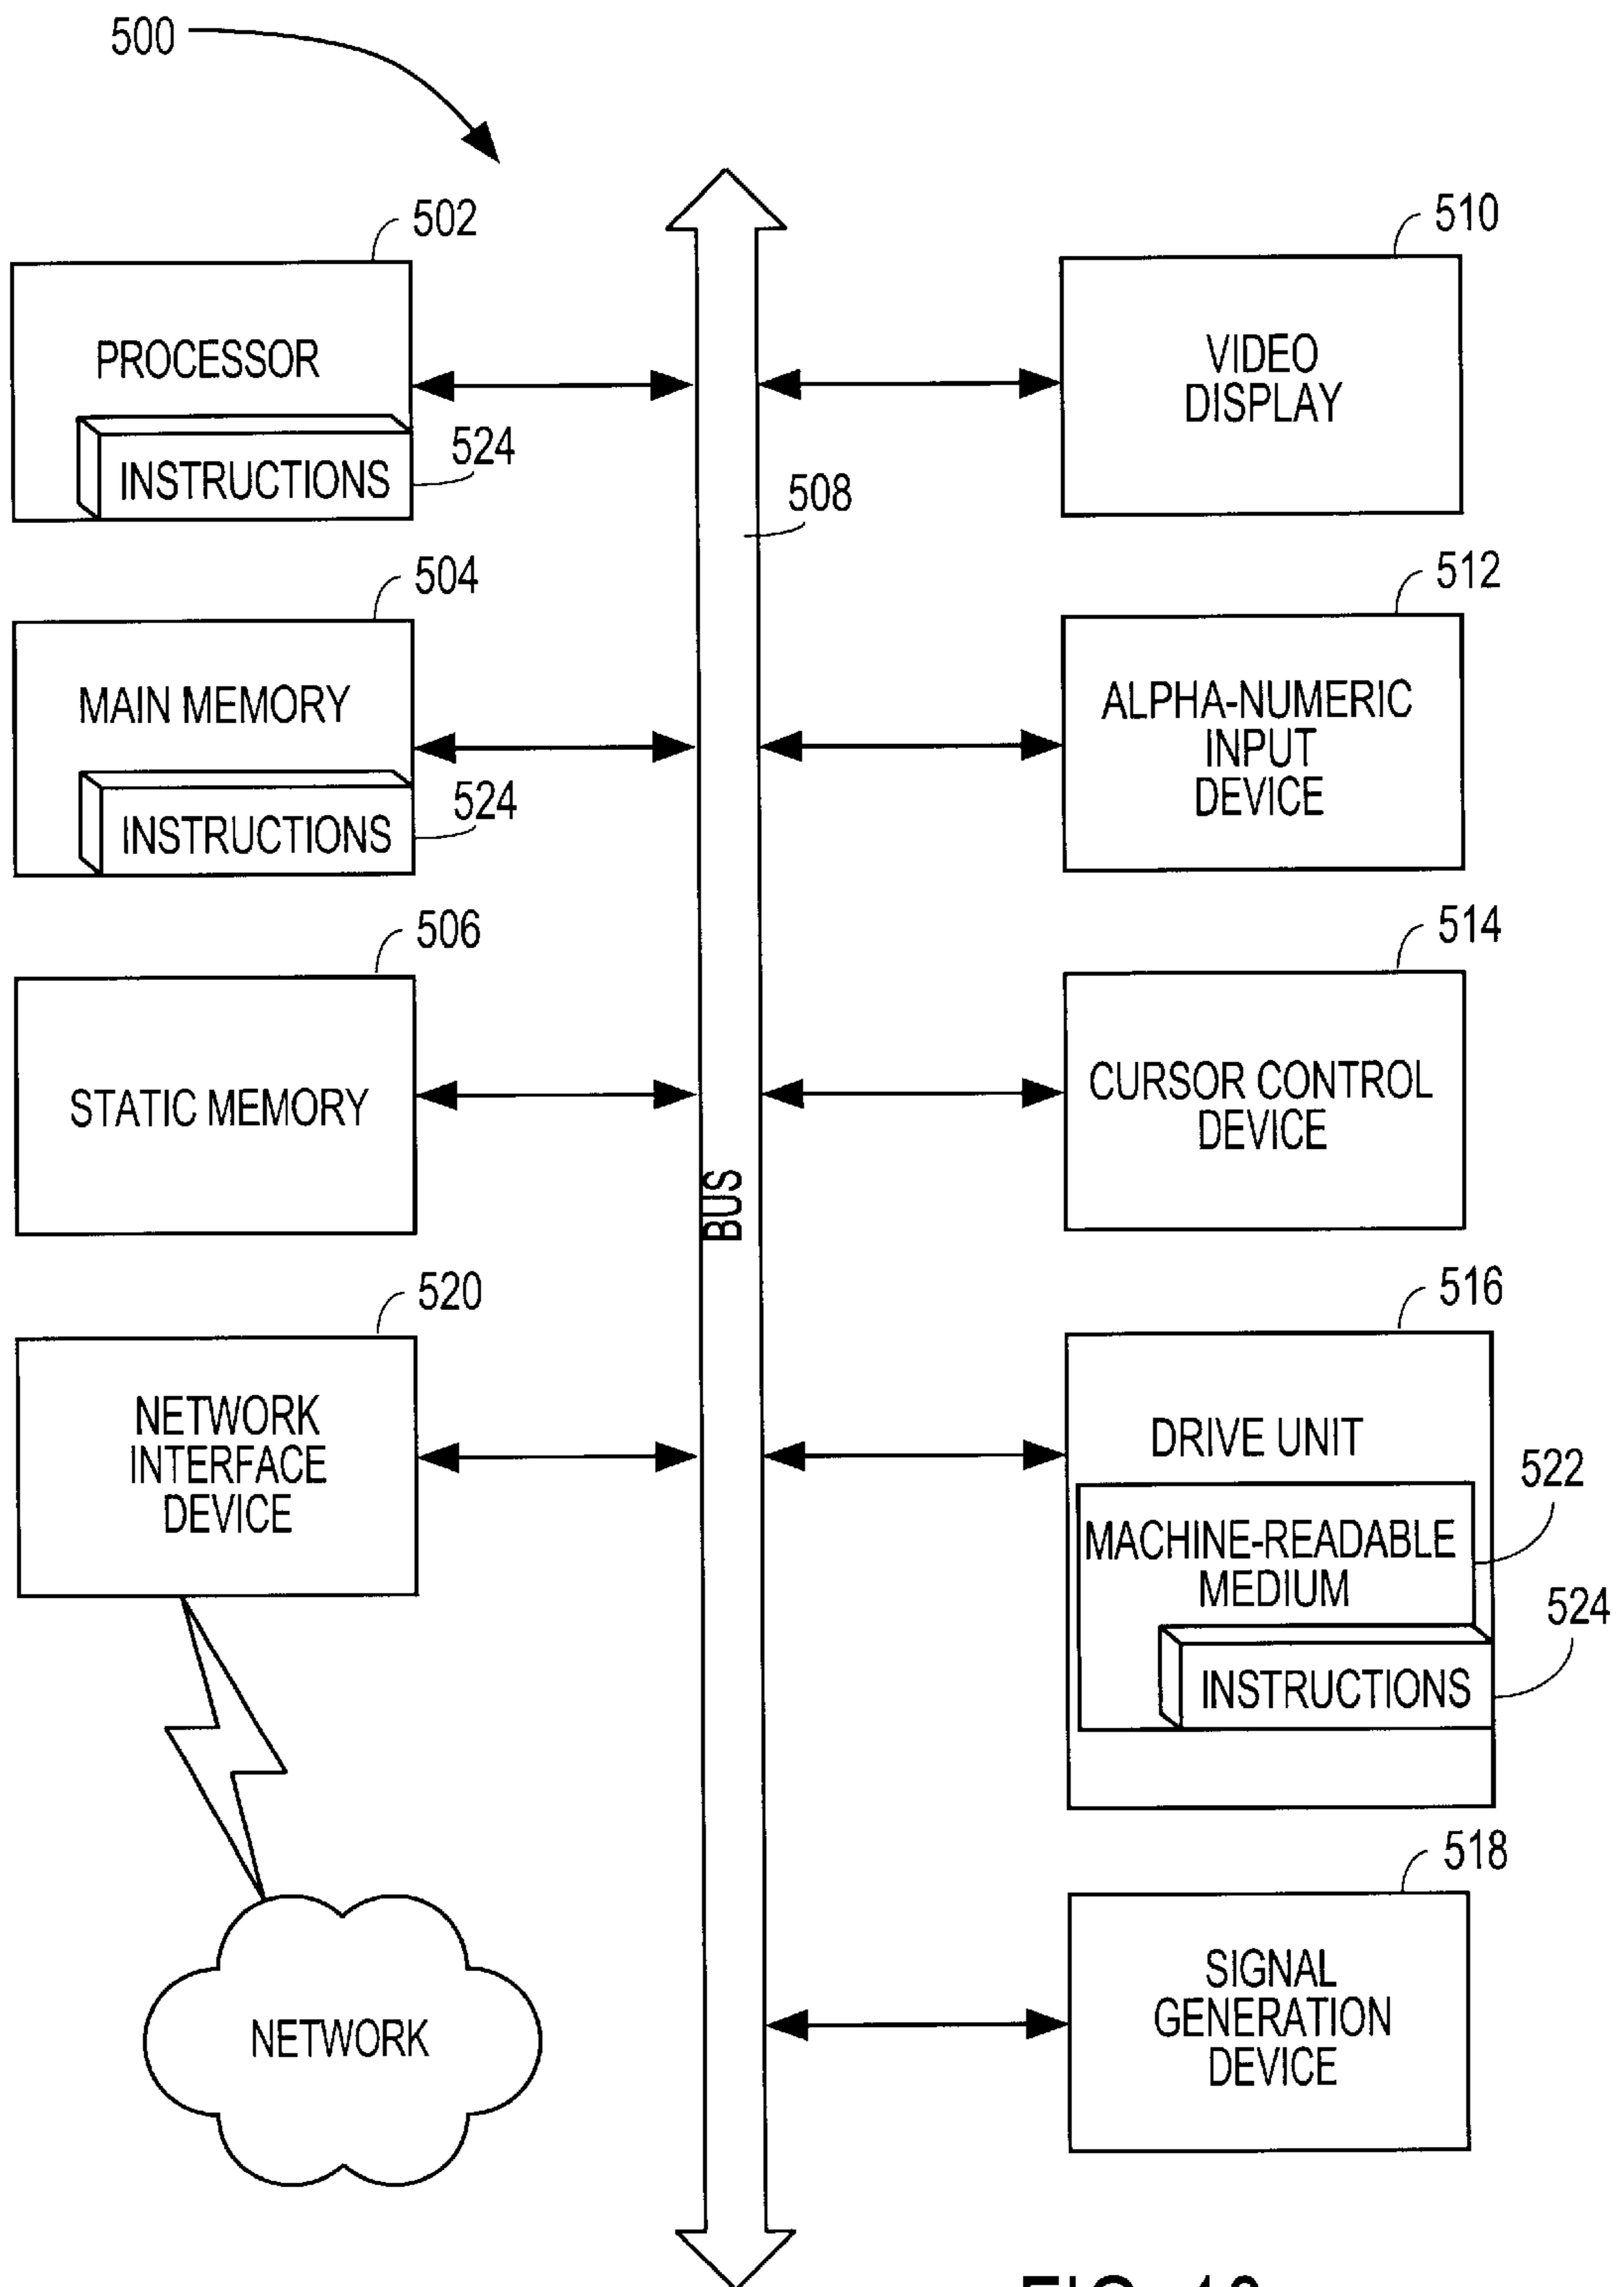 500
502
PROCESSOR
INSTRUCTIONS
524
504
MAIN MEMORY
INSTRUCTIONS
524
506
STATIC MEMORY
520
NETWORK
INTERFACE
DEVICE
NETWORK
508
BUS
510
VIDEO
DISPLAY
512
ALPHA-NUMERIC
INPUT
DEVICE
514
CURSOR CONTROL
DEVICE
516
DRIVE UNIT
522
MACHINE-READABLE
MEDIUM
524
INSTRUCTIONS
518
SIGNAL
GENERATION
DEVICE